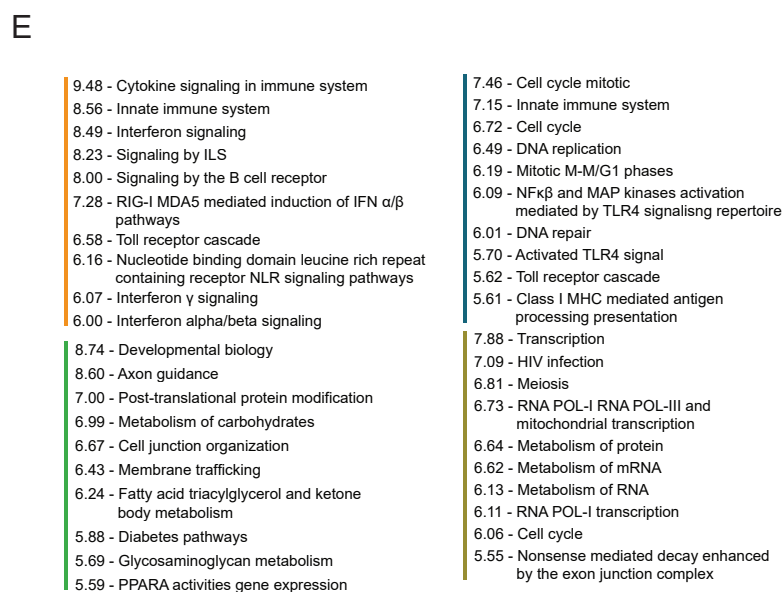 E
9.48 - Cytokine signaling in immune system
8.56 - Innate immune system
8.49 - Interferon signaling
8.23 - Signaling by ILS
8.00 - Signaling by the B cell receptor
7.28 - RIG-I MDA5 mediated induction of IFN α/β
pathways
6.58 - Toll receptor cascade
6.16 - Nucleotide binding domain leucine rich repeat
containing receptor NLR signaling pathways
6.07 - Interferon γ signaling
6.00 - Interferon alpha/beta signaling
8.74 - Developmental biology
8.60 - Axon guidance
7.00 - Post-translational protein modification
6.99 - Metabolism of carbohydrates
6.67 - Cell junction organization
6.43 - Membrane trafficking
6.24 - Fatty acid triacylglycerol and ketone
body metabolism
5.88 - Diabetes pathways
5.69 - Glycosaminoglycan metabolism
5.59 - PPARA activities gene expression
7.46 - Cell cycle mitotic
7.15 - Innate immune system
6.72 - Cell cycle
6.49 - DNA replication
6.19 - Mitotic M-M/G1 phases
6.09 - NFκβ and MAP kinases activation
mediated by TLR4 signalisng repertoire
6.01 - DNA repair
5.70 - Activated TLR4 signal
5.62 - Toll receptor cascade
5.61 - Class I MHC mediated antigen
processing presentation
7.88 - Transcription
7.09 - HIV infection
6.81 - Meiosis
6.73 - RNA POL-I RNA POL-III and
mitochondrial transcription
6.64 - Metabolism of protein
6.62 - Metabolism of mRNA
6.13 - Metabolism of RNA
6.11 - RNA POL-I transcription
6.06 - Cell cycle
5.55 - Nonsense mediated decay enhanced
by the exon junction complex